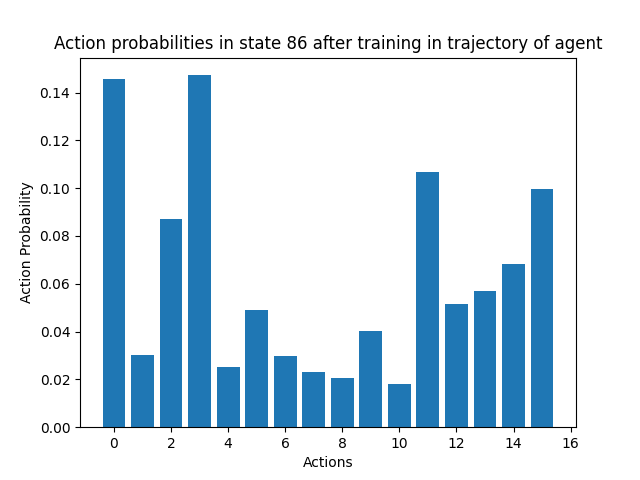 Action probabilities in state 86 after training in trajectory of agent
0.14
0.12
0.10
0.08
0.06
0.04
0.02
0.00
Action Probability
0 2 4 6 8 10 12 14 16
Actions